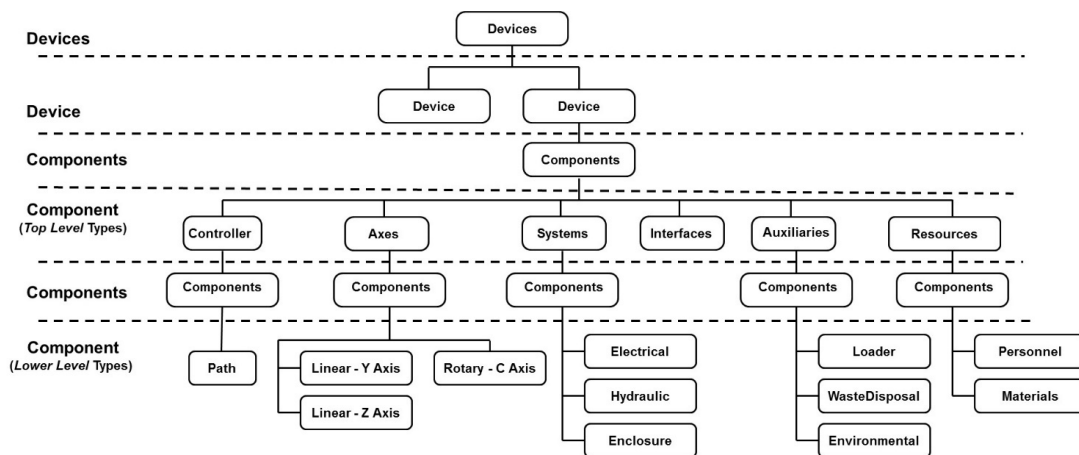 Devices
Devices
Device
Device
Device
Components
Components
Component
(Top Level Types)
Controller
Axes
Systems
Interfaces
Auxiliaries
Resources
Components
Components
Components
Components
Components
Components
Component
(Lower Level Types)
Path
Linear - Y Axis
Rotary - C Axis
Electrical
Loader
Personnel
Linear - Z Axis
Hydraulic
WasteDisposal
Materials
Enclosure
Environmental